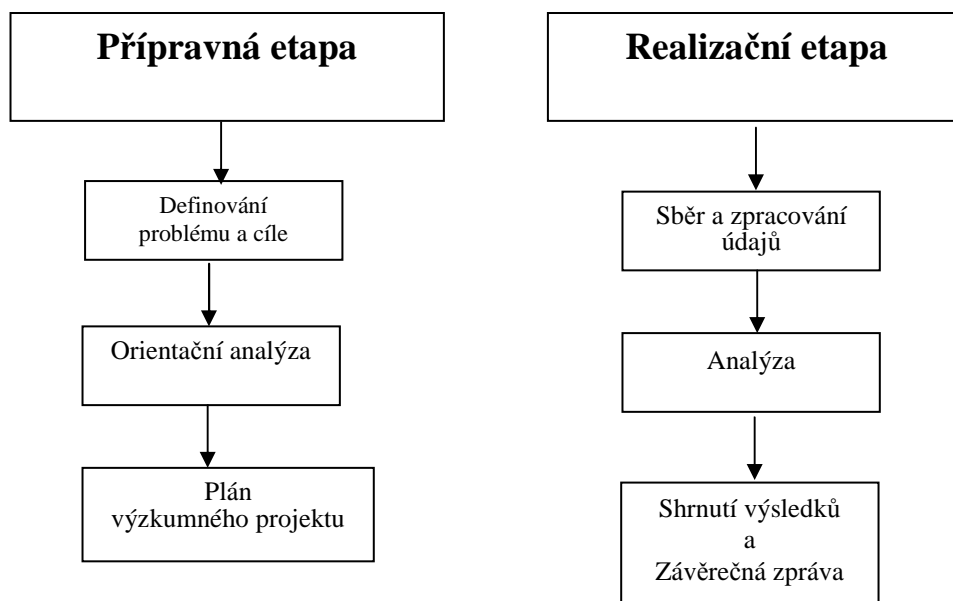 Přípravná etapa
Definování
problému a cíle
Orientační analýza
Plán
výzkumného projektu
Realizační etapa
Sběr a zpracování
údajů
Analýza
Shrnutí výsledků
a
Závěrečná zpráva